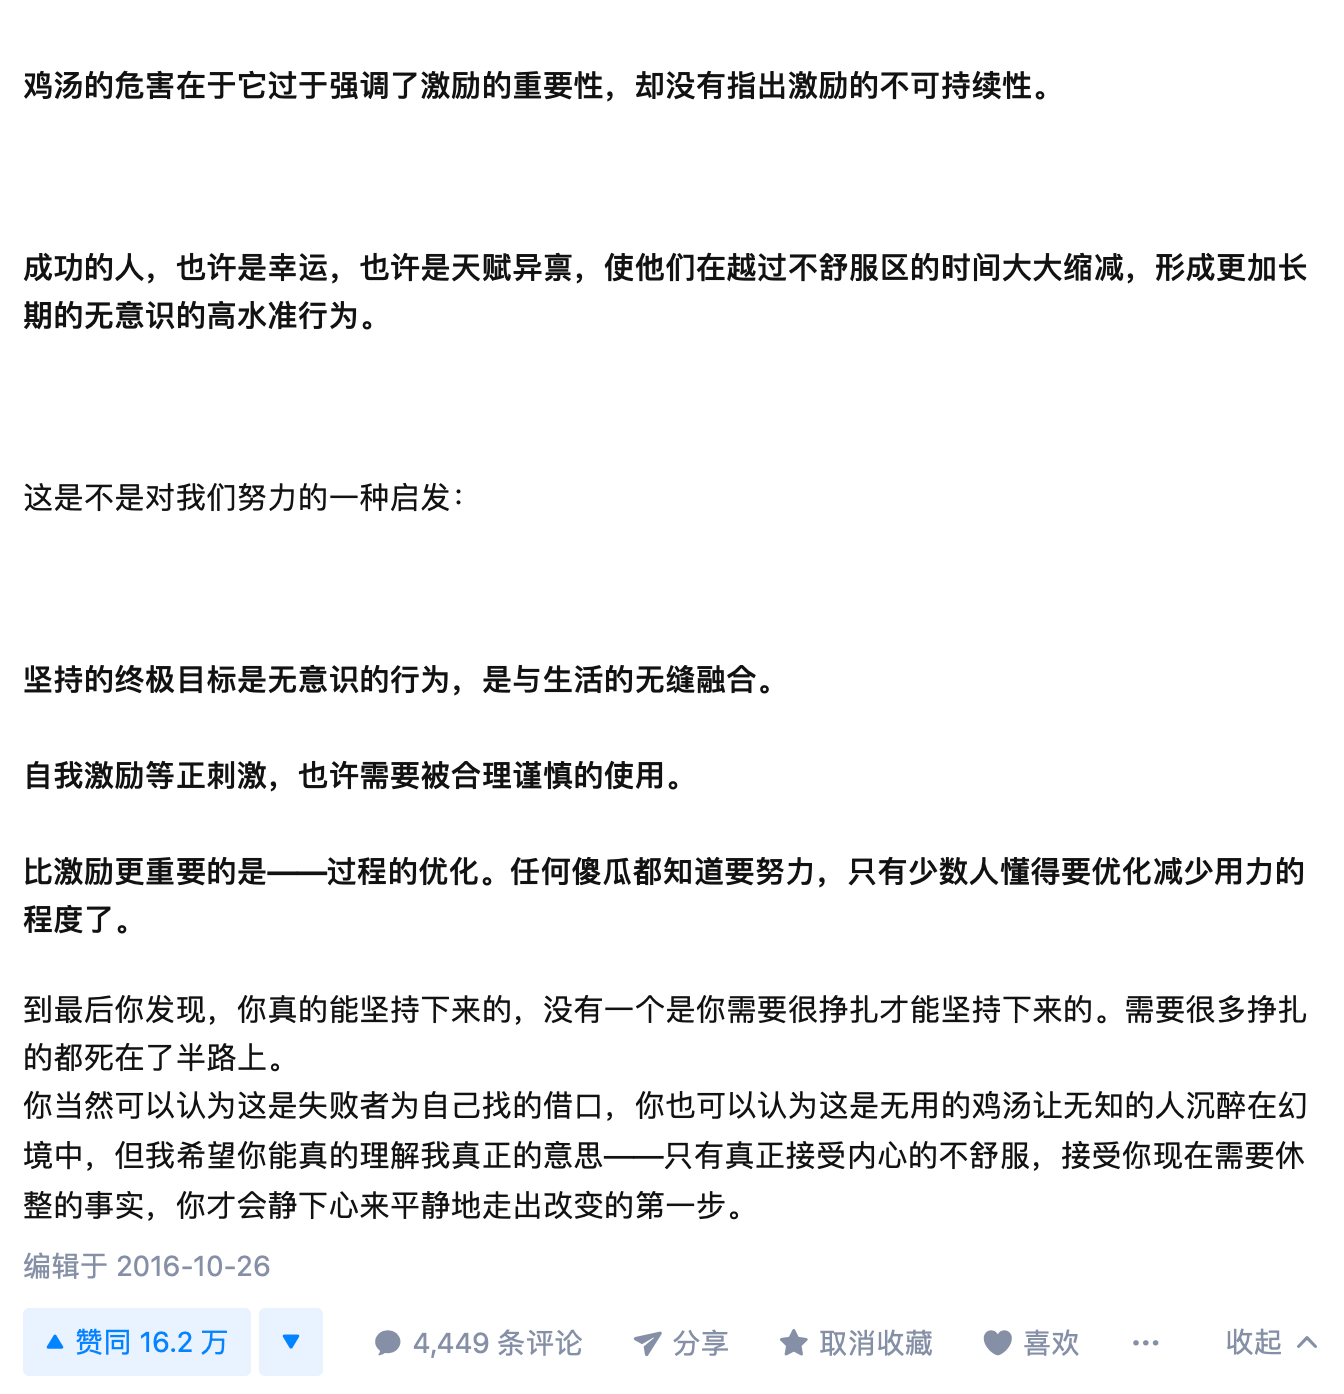 鸡汤的危害在于它过于强调了激励的重要性，却没有指出激励的不可持续性。
成功的人，也许是幸运，也许是天赋异禀，使他们在越过不舒服区的时间大大缩减，形成更加长
期的无意识的高水准行为。
这是不是对我们努力的一种启发：
坚持的终极目标是无意识的行为，是与生活的无缝融合。
自我激励等正刺激，也许需要被合理谨慎的使用。
比激励更重要的是——过程的优化。任何傻瓜都知道要努力，只有少数人懂得要优化减少用力的
程度了。
到最后你发现，你真的能坚持下来的，没有一个是你需要很挣扎才能坚持下来的。需要很多挣扎
的都死在了半路上。
你当然可以认为这是失败者为自己找的借口，你也可以认为这是无用的鸡汤让无知的人沉醉在幻
境中，但我希望你能真的理解我真正的意思——只有真正接受内心的不舒服，接受你现在需要休
整的事实，你才会静下心来平静地走出改变的第一步。
编辑于 2016-10-26
赞同 16.2 万 4,449 条评论 分享 取消收藏 喜欢 ··· 收起